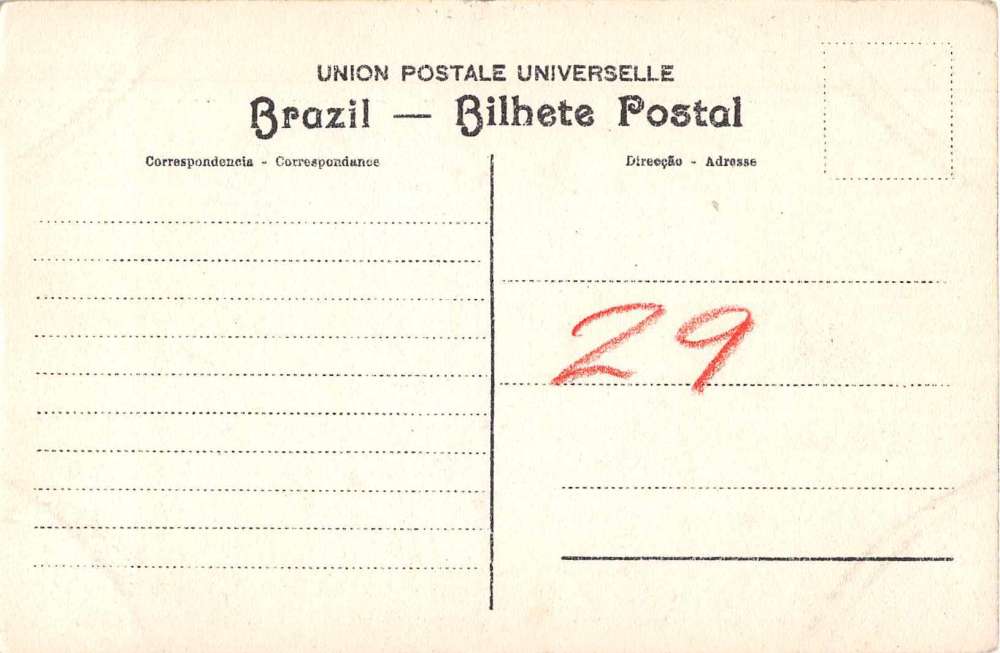 UNION POSTALE UNIVERSELLE
Brazil — Bilhete Postal
Correspondencia - Correspondance
Direcção - Adresse
29